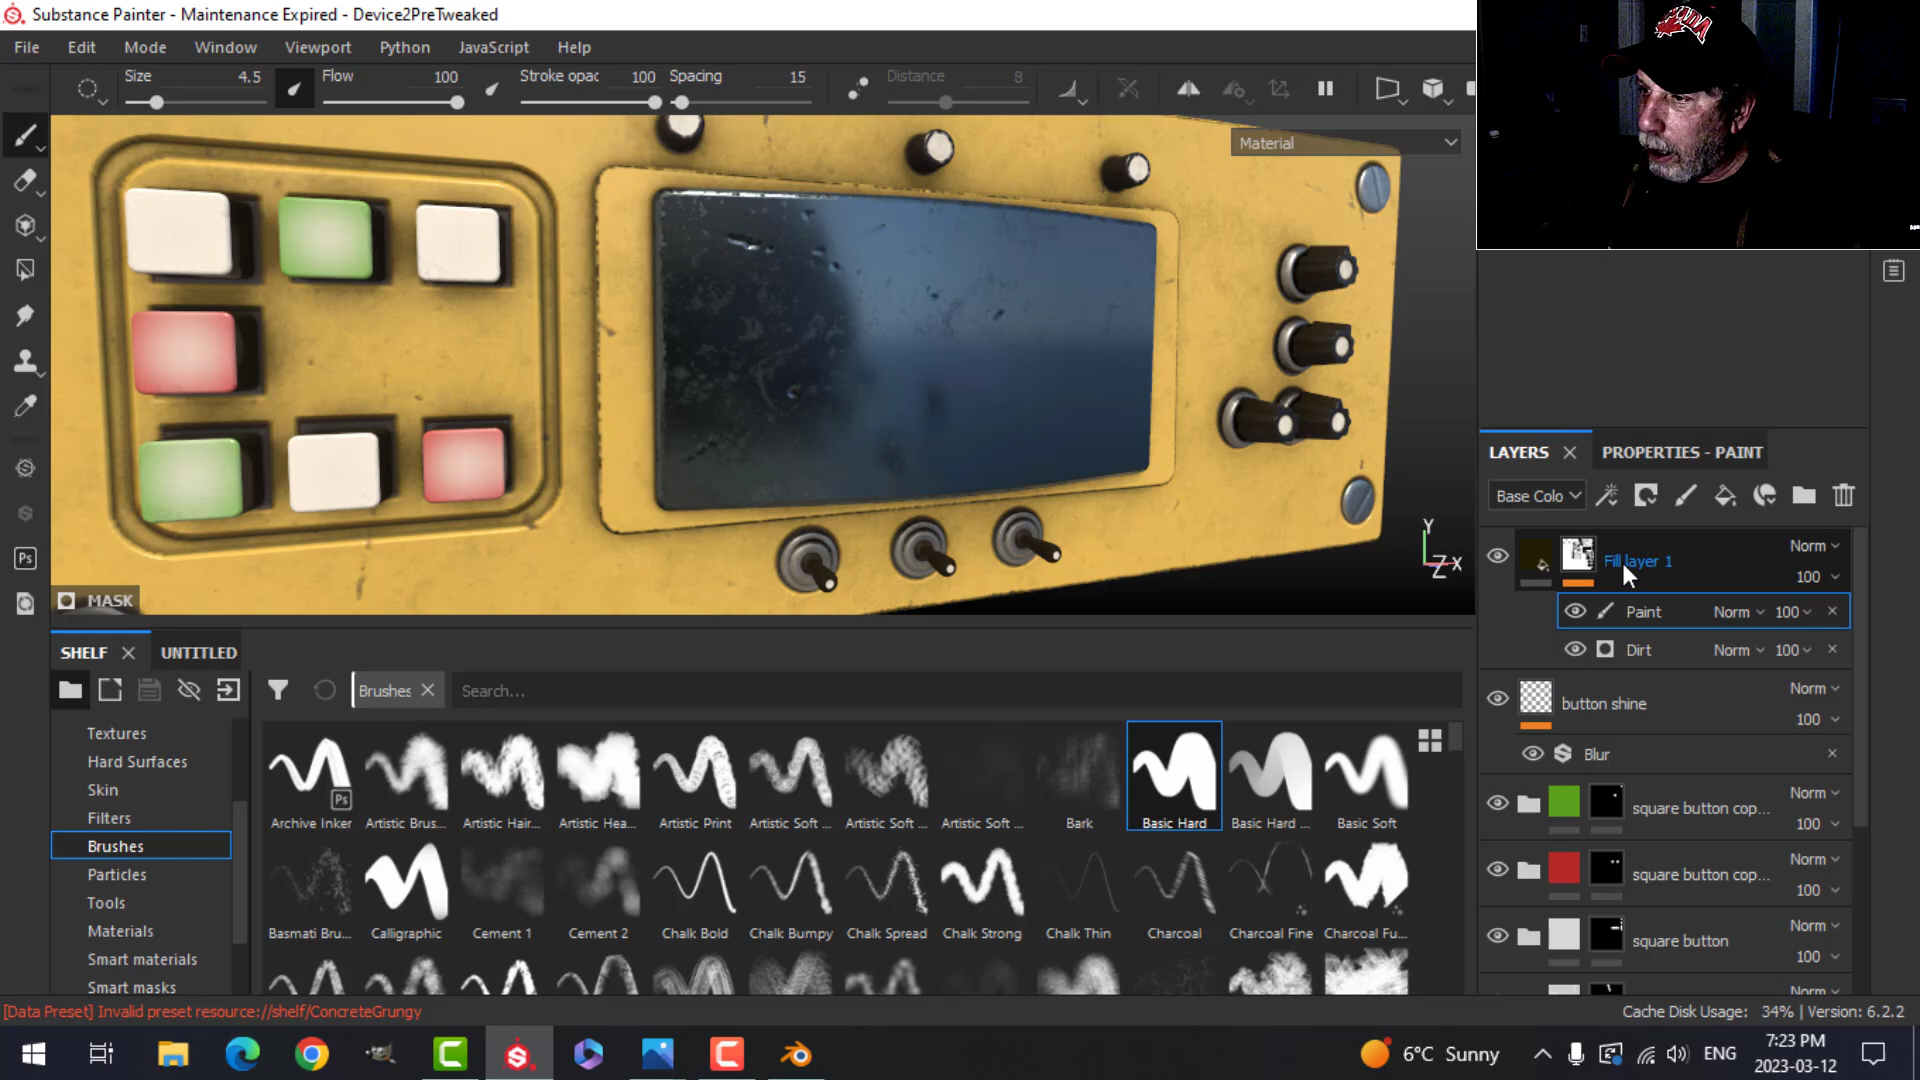 Substance Painter - Maintenance Expired - Device2PreTweaked
File Edit Mode Window Viewport Python JavaScript Help
Size 4.5 Flow 100 Stroke opac 100 Spacing 15 Distance 8
Material
Y
Z X
MASK
LAYERS PROPERTIES - PAINT
Base Colo
Norm
Fill layer 1
100
Paint Norm 100
Dirt Norm 100
Norm
button shine
100
Blur
Norm
square button cop...
100
Norm
square button cop...
100
Norm
square button
100
Norm
SHELF UNTITLED
Brushes Search...
Textures
Hard Surfaces
Skin
Filters
Brushes
Particles
Tools
Materials
Smart materials
Smart masks
Ps
Ps
Archive Inker Artistic Brus... Artistic Hair... Artistic Hea... Artistic Print Artistic Soft ... Artistic Soft ... Artistic Soft ... Bark Basic Hard Basic Hard ... Basic Soft
Basmati Bru... Calligraphic Cement 1 Cement 2 Chalk Bold Chalk Bumpy Chalk Spread Chalk Strong Chalk Thin Charcoal Charcoal Fine Charcoal Fu...
[Data Preset] Invalid preset resource://shelf/ConcreteGrungy
Cache Disk Usage: 34% | Version: 6.2.2
6°C Sunny ENG 7:23 PM
2023-03-12